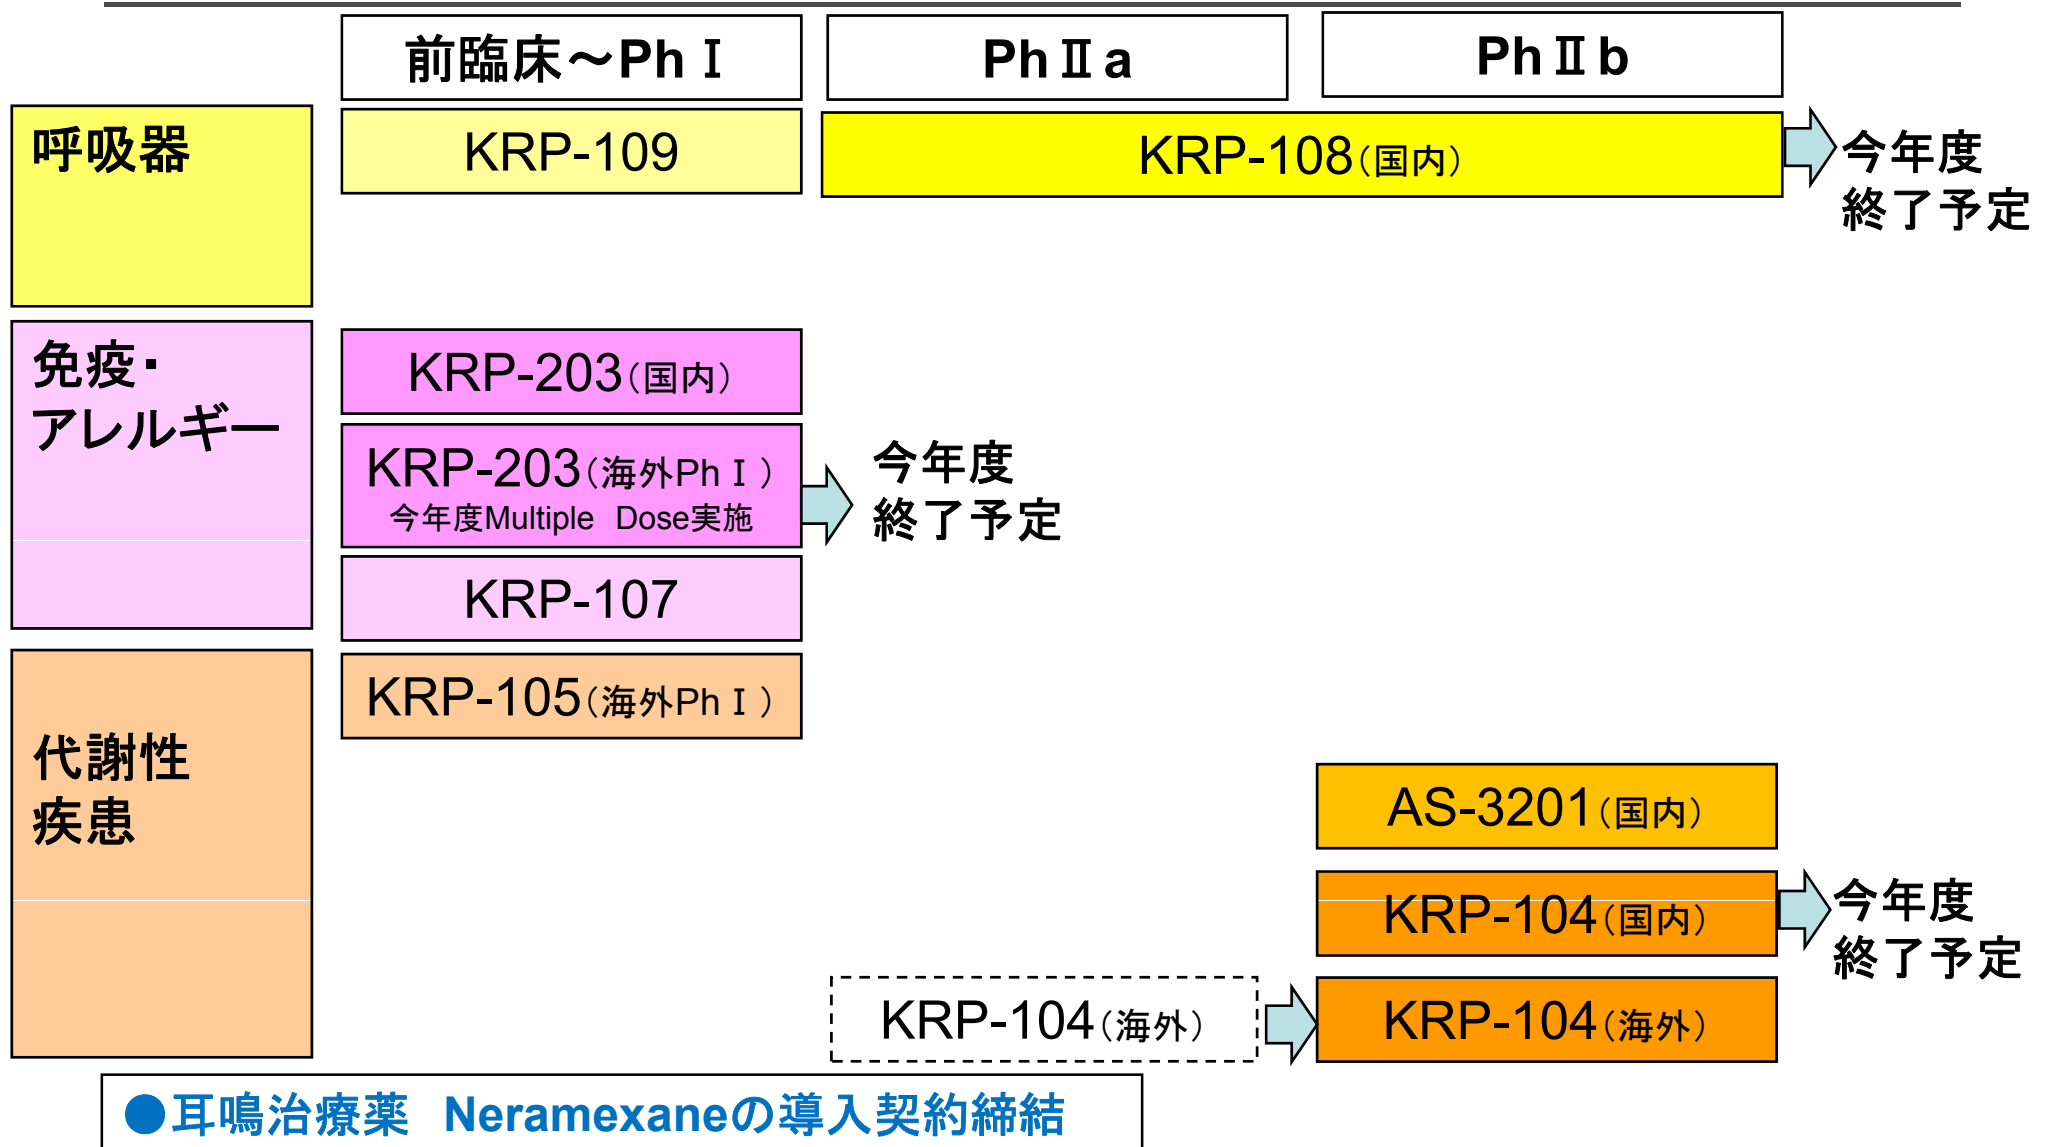 前臨床～PhⅠ
PhⅡa
PhⅡb
呼吸器
KRP-109
KRP-108（国内）
今年度
終了予定
免疫・
アレルギー
KRP-203（国内）
KRP-203（海外PhⅠ）
今年度Multiple Dose実施
今年度
終了予定
KRP-107
代謝性
疾患
KRP-105（海外PhⅠ）
AS-3201（国内）
KRP-104（国内）
今年度
終了予定
KRP-104（海外）
KRP-104（海外）
●耳鳴治療薬　Neramexaneの導入契約締結